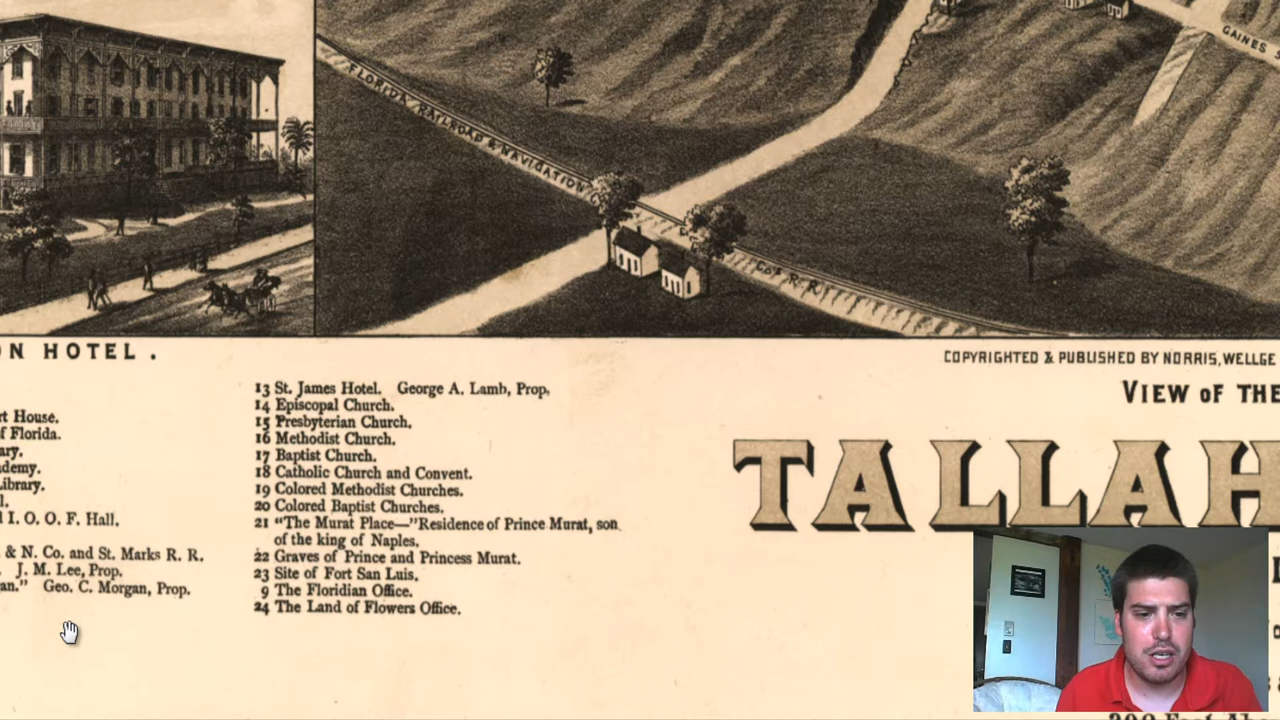 GAINES S
FLORIDA RAILROAD & NAVIGATION
Co's R. R.
ON HOTEL.
COPYRIGHTED & PUBLISHED BY NORRIS, WELLGE
VIEW OF THE
TALLAH
rt House.
f Florida.
ary.
ademy.
Library.
l.
I. O. O. F. Hall.
& N. Co. and St. Marks R. R.
J. M. Lee, Prop.
an." Geo. C. Morgan, Prop.
13 St. James Hotel. George A. Lamb, Prop.
14 Episcopal Church.
15 Presbyterian Church.
16 Methodist Church.
17 Baptist Church.
18 Catholic Church and Convent.
19 Colored Methodist Churches.
20 Colored Baptist Churches.
21 "The Murat Place—"Residence of Prince Murat, son
of the king of Naples.
22 Graves of Prince and Princess Murat.
23 Site of Fort San Luis.
9 The Floridian Office.
24 The Land of Flowers Office.